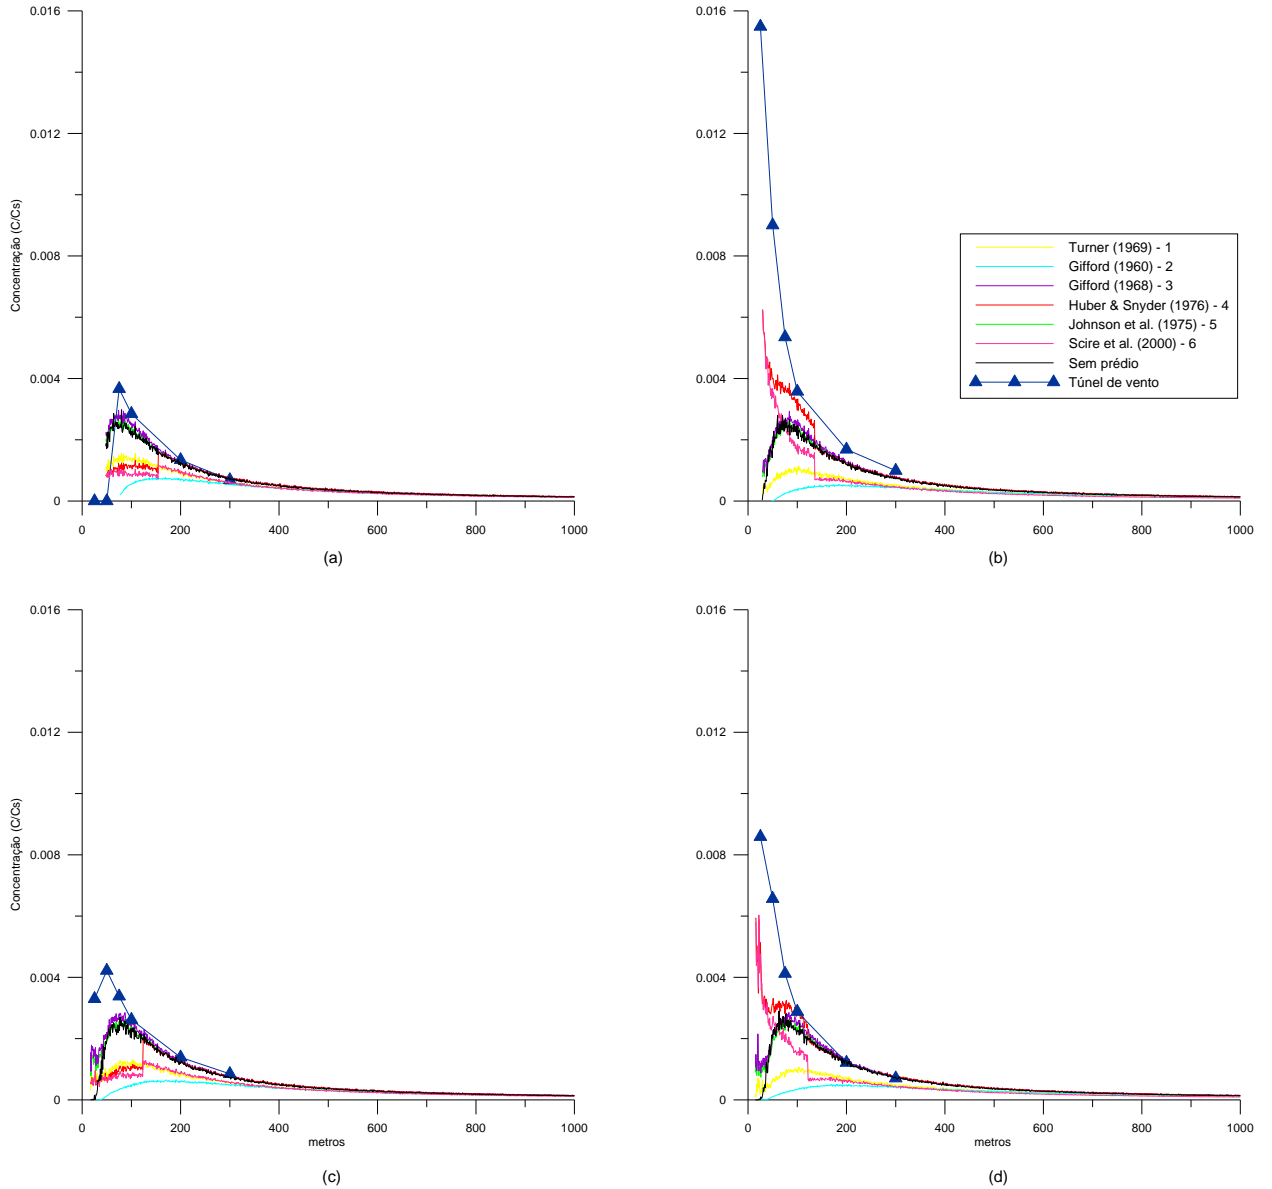 0.016
0.012
0.008
0.004
0
Concentração (C/Cs)
0 200 400 600 800 1000
(a)
0.016
0.012
0.008
0.004
0
0 200 400 600 800 1000
(b)
Turner (1969) - 1
Gifford (1960) - 2
Gifford (1968) - 3
Huber & Snyder (1976) - 4
Johnson et al. (1975) - 5
Scire et al. (2000) - 6
Sem prédio
Túnel de vento
0.016
0.012
0.008
0.004
0
Concentração (C/Cs)
0 200 400 600 800 1000
metros
(c)
0.016
0.012
0.008
0.004
0
0 200 400 600 800 1000
metros
(d)